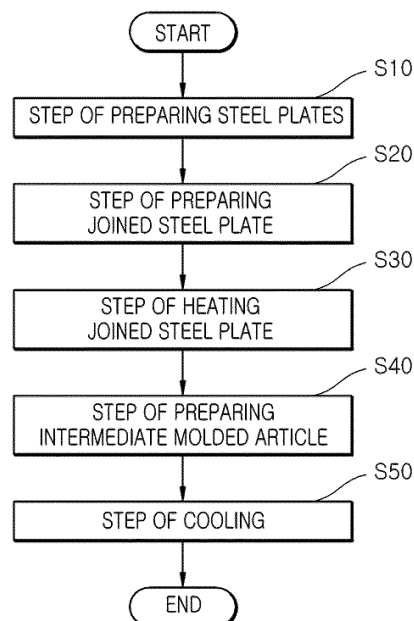 START
S10
STEP OF PREPARING STEEL PLATES
S20
STEP OF PREPARING
JOINED STEEL PLATE
S30
STEP OF HEATING
JOINED STEEL PLATE
S40
STEP OF PREPARING
INTERMEDIATE MOLDED ARTICLE
S50
STEP OF COOLING
END